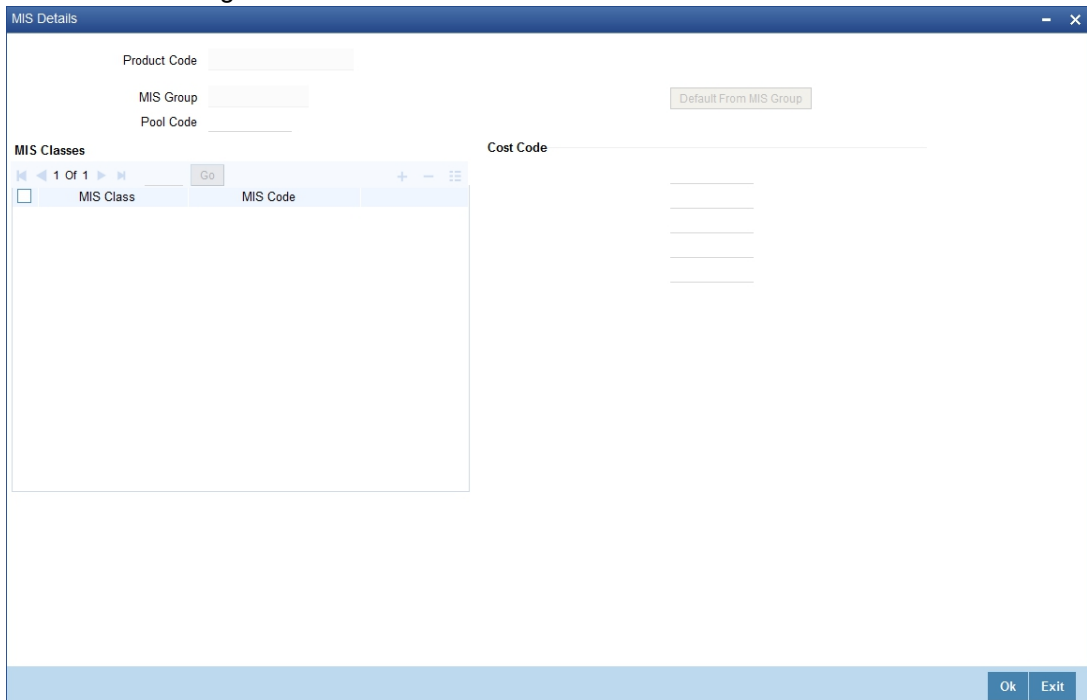 MIS Details
Product Code
MIS Group
Default From MIS Group
Pool Code
MIS Classes
Cost Code
1 Of 1
Go
MIS Class
MIS Code
Ok
Exit